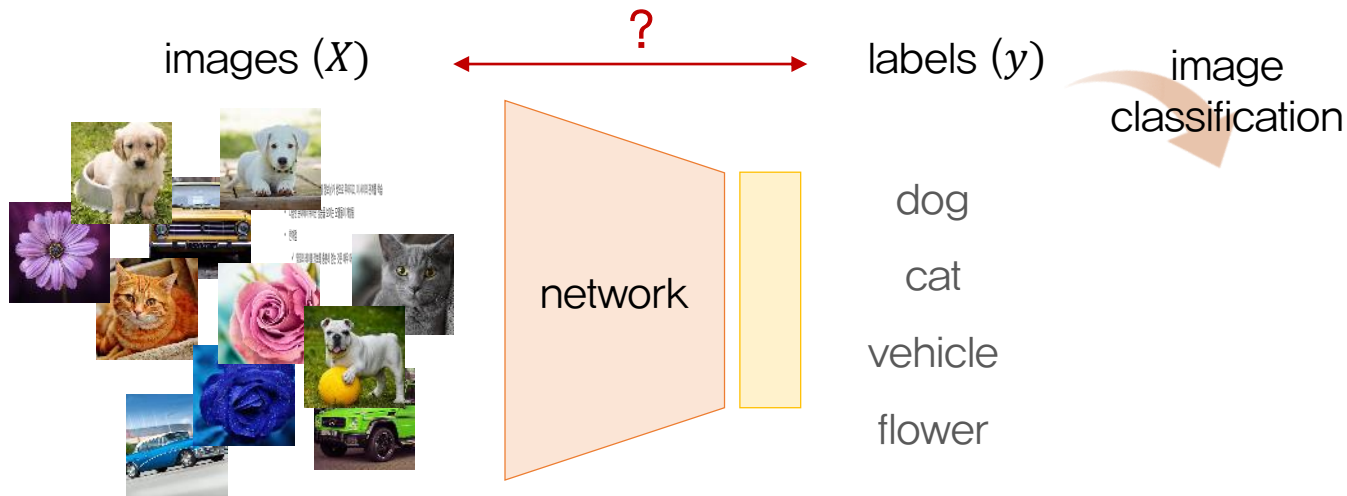 ?
images (X)
labels (y)
image
classification
dog
cat
network
vehicle
flower